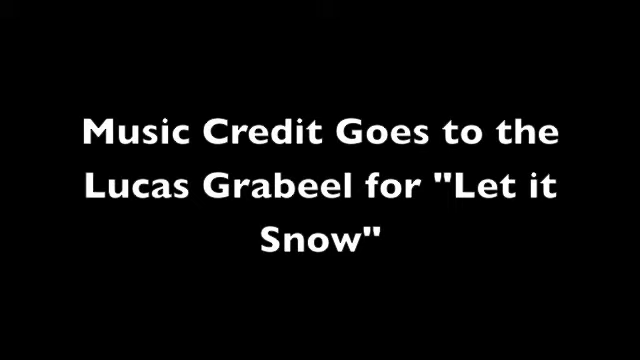 Music Credit Goes to the
Lucas Grabeel for "Let it
Snow"